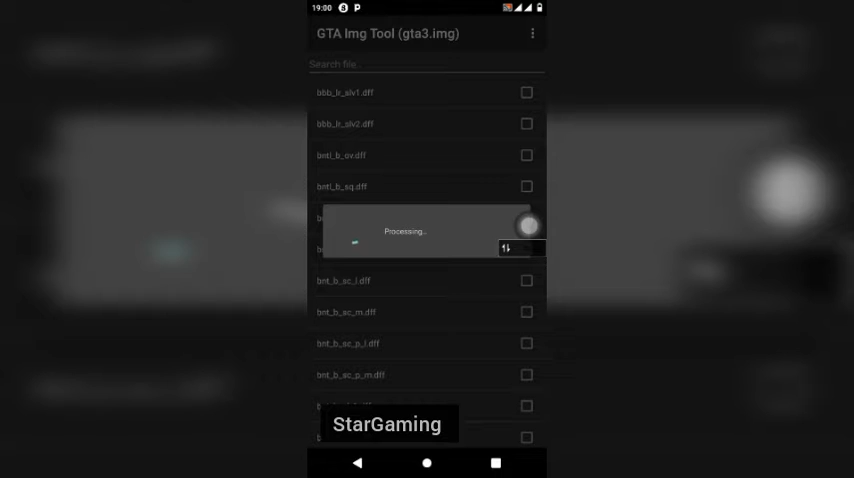 19:00
GTA Img Tool (gta3.img)
Search file..
bbb_lr_slv1.dff
bbb_lr_slv2.dff
bntl_b_ov.dff
bntl_b_sq.dff
Processing..
bnt_b_sc_l.dff
bnt_b_sc_m.dff
bnt_b_sc_p_l.dff
bnt_b_sc_p_m.dff
StarGaming